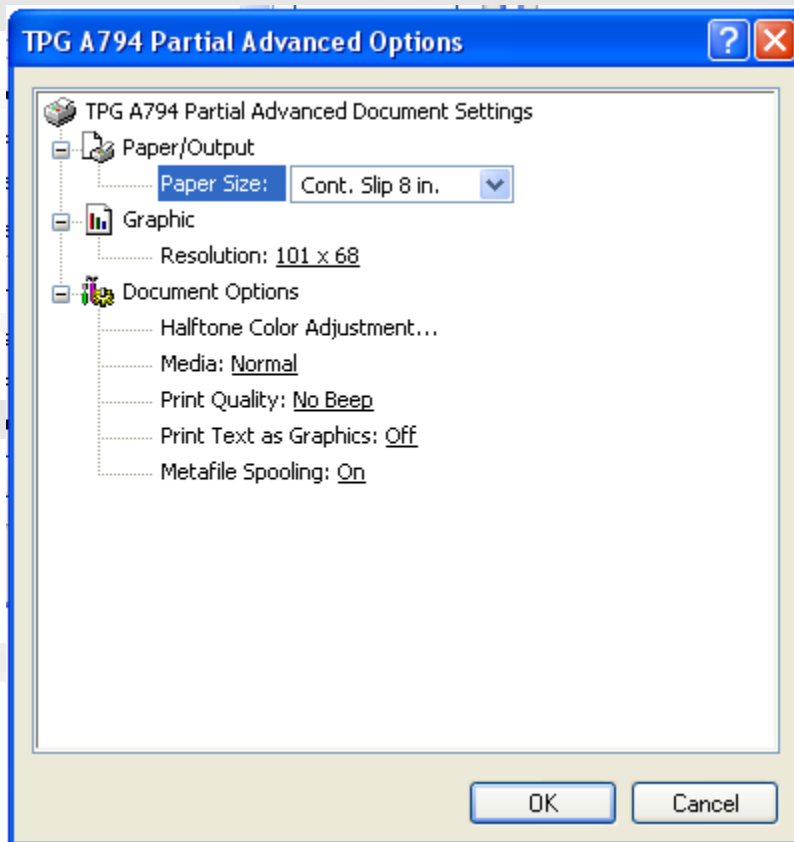 TPG A794 Partial Advanced Options
TPG A794 Partial Advanced Document Settings
Paper/Output
Paper Size: Cont. Slip 8 in.
Graphic
Resolution: 101 x 68
Document Options
Halftone Color Adjustment...
Media: Normal
Print Quality: No Beep
Print Text as Graphics: Off
Metafile Spooling: On
OK Cancel